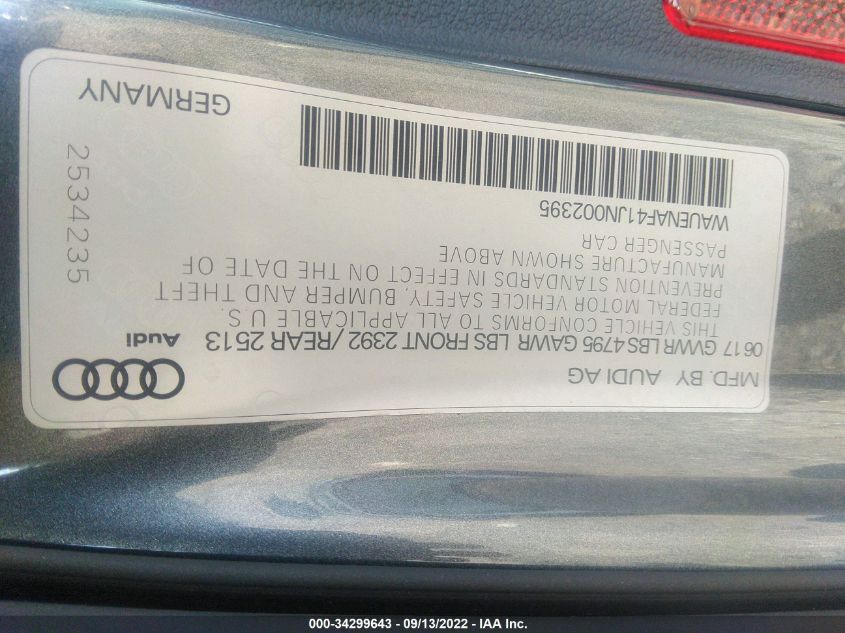 MFD. BY AUDI AG
Audi
06 17 GVWR LBS 4795 GAWR LBS FRONT 2392 / REAR 2513
THIS VEHICLE CONFORMS TO ALL APPLICABLE U.S.
FEDERAL MOTOR VEHICLE SAFETY, BUMPER AND THEFT
PREVENTION STANDARDS IN EFFECT ON THE DATE OF
MANUFACTURE SHOWN ABOVE
PASSENGER CAR
WAUENAF41JN002395
2534235
GERMANY
000-34299643 - 09/13/2022 - IAA Inc.